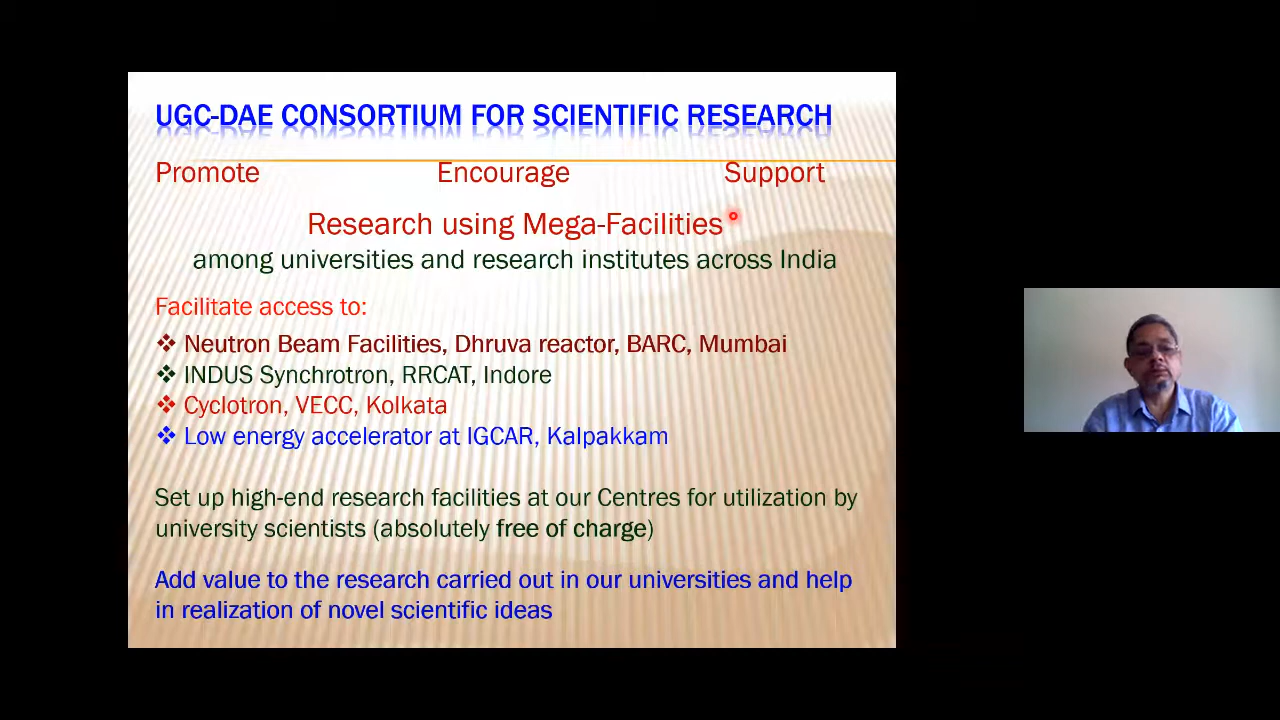 UGC-DAE CONSORTIUM FOR SCIENTIFIC RESEARCH
Promote Encourage Support
Research using Mega-Facilities
among universities and research institutes across India
Facilitate access to:
❖ Neutron Beam Facilities, Dhruva reactor, BARC, Mumbai
❖ INDUS Synchrotron, RRCAT, Indore
❖ Cyclotron, VECC, Kolkata
❖ Low energy accelerator at IGCAR, Kalpakkam
Set up high-end research facilities at our Centres for utilization by
university scientists (absolutely free of charge)
Add value to the research carried out in our universities and help
in realization of novel scientific ideas